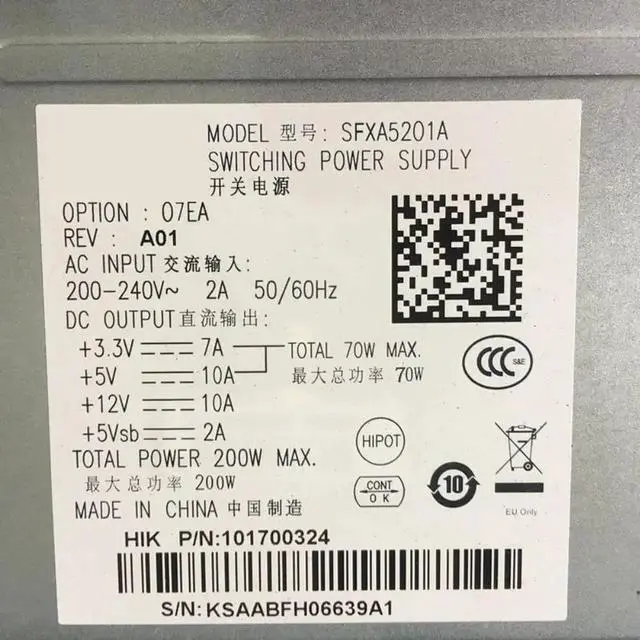 MODEL 型号: SFXA5201A
SWITCHING POWER SUPPLY
开关电源
OPTION : 07EA
REV : A01
AC INPUT 交流输入:
200-240V~ 2A 50/60Hz
DC OUTPUT 直流输出:
+3.3V 7A
+5V 10A
TOTAL 70W MAX.
最大总功率 70W
+12V 10A
+5Vsb 2A
TOTAL POWER 200W MAX.
最大总功率 200W
MADE IN CHINA 中国制造
CCC S&E
HIPOT
CONT
O K
10
EU Only
HIK P/N:101700324
S/N:KSAABFH06639A1